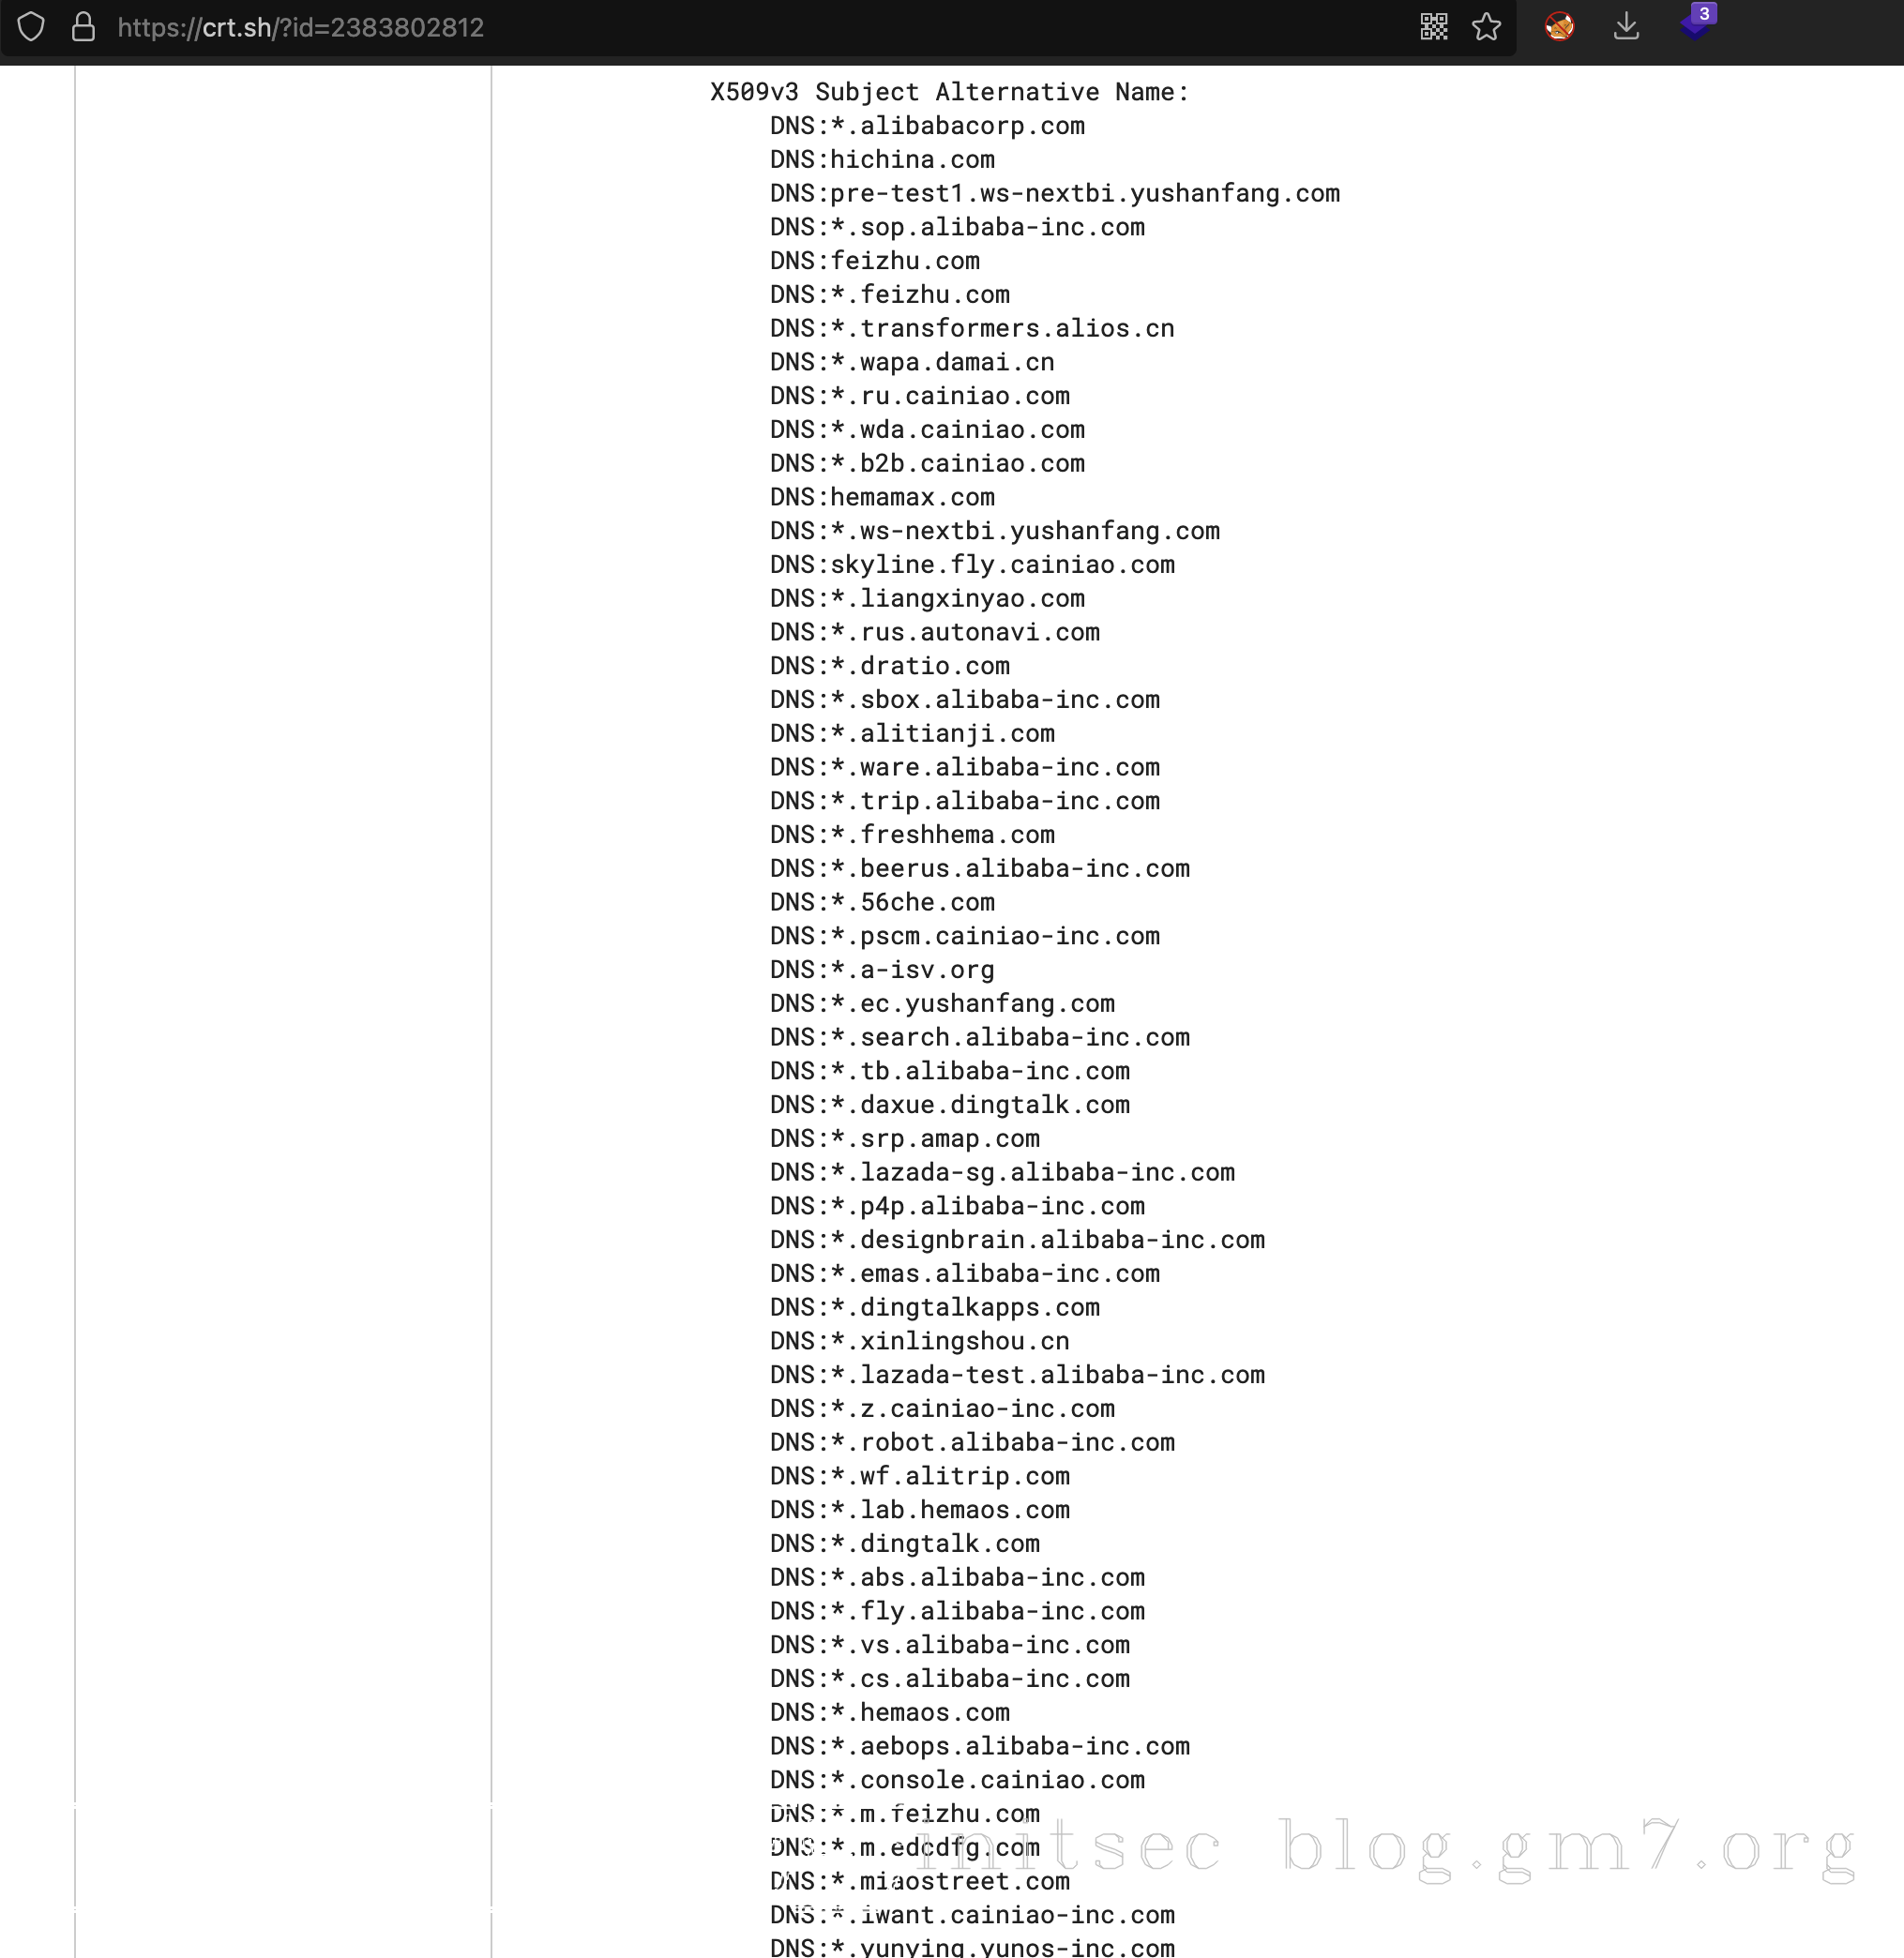 https://crt.sh/?id=2383802812
3
X509v3 Subject Alternative Name:
DNS:*.alibabacorp.com
DNS:hichina.com
DNS:pre-test1.ws-nextbi.yushanfang.com
DNS:*.sop.alibaba-inc.com
DNS:feizhu.com
DNS:*.feizhu.com
DNS:*.transformers.alios.cn
DNS:*.wapa.damai.cn
DNS:*.ru.cainiao.com
DNS:*.wda.cainiao.com
DNS:*.b2b.cainiao.com
DNS:hemamax.com
DNS:*.ws-nextbi.yushanfang.com
DNS:skyline.fly.cainiao.com
DNS:*.liangxinyao.com
DNS:*.rus.autonavi.com
DNS:*.dratio.com
DNS:*.sbox.alibaba-inc.com
DNS:*.alitianji.com
DNS:*.ware.alibaba-inc.com
DNS:*.trip.alibaba-inc.com
DNS:*.freshhema.com
DNS:*.beerus.alibaba-inc.com
DNS:*.56che.com
DNS:*.pscm.cainiao-inc.com
DNS:*.a-isv.org
DNS:*.ec.yushanfang.com
DNS:*.search.alibaba-inc.com
DNS:*.tb.alibaba-inc.com
DNS:*.daxue.dingtalk.com
DNS:*.srp.amap.com
DNS:*.lazada-sg.alibaba-inc.com
DNS:*.p4p.alibaba-inc.com
DNS:*.designbrain.alibaba-inc.com
DNS:*.emas.alibaba-inc.com
DNS:*.dingtalkapps.com
DNS:*.xinlingshou.cn
DNS:*.lazada-test.alibaba-inc.com
DNS:*.z.cainiao-inc.com
DNS:*.robot.alibaba-inc.com
DNS:*.wf.alitrip.com
DNS:*.lab.hemaos.com
DNS:*.dingtalk.com
DNS:*.abs.alibaba-inc.com
DNS:*.fly.alibaba-inc.com
DNS:*.vs.alibaba-inc.com
DNS:*.cs.alibaba-inc.com
DNS:*.hemaos.com
DNS:*.aebops.alibaba-inc.com
DNS:*.console.cainiao.com
DNS:*.m.feizhu.com
DNS:*.m.edcdfg.com
blog.gm7.org
DNS:*.miaostreet.com
DNS:*.iwant.cainiao-inc.com
DNS:*.yunying.yunos-inc.com